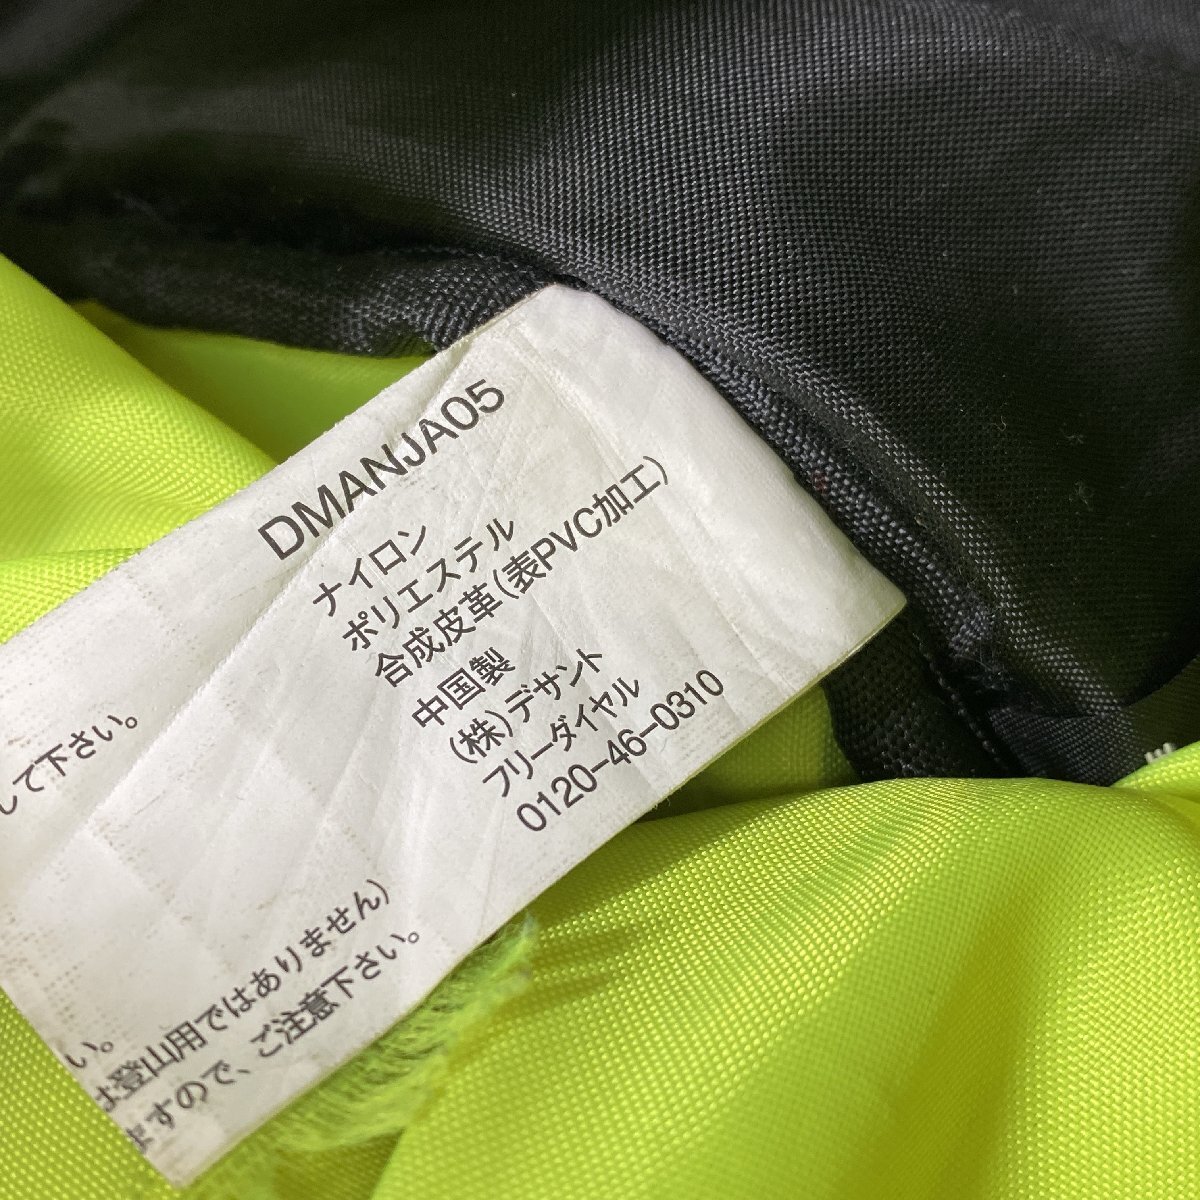 DMANJA05
ナイロン
ポリエステル
合成皮革(表PVC加工)
中国製
(株)デサント
フリーダイヤル
0120-46-0310
して下さい。
い。
は登山用ではありません)
ますので、ご注意下さい。